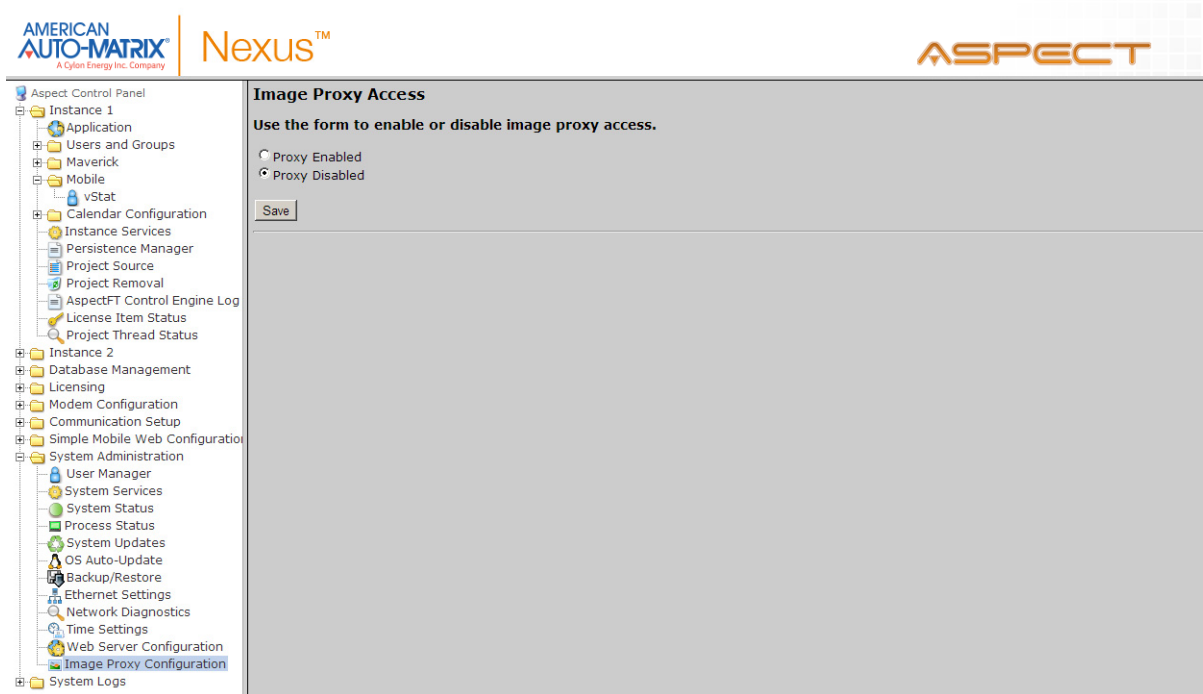 AMERICAN
AUTO-MATRIX®
A Cylon Energy Inc. Company
Nexus™
ASPECT
Aspect Control Panel
Instance 1
Application
Users and Groups
Maverick
Mobile
vStat
Calendar Configuration
Instance Services
Persistence Manager
Project Source
Project Removal
AspectFT Control Engine Log
License Item Status
Project Thread Status
Instance 2
Database Management
Licensing
Modem Configuration
Communication Setup
Simple Mobile Web Configuration
System Administration
User Manager
System Services
System Status
Process Status
System Updates
OS Auto-Update
Backup/Restore
Ethernet Settings
Network Diagnostics
Time Settings
Web Server Configuration
Image Proxy Configuration
System Logs
Image Proxy Access
Use the form to enable or disable image proxy access.
Proxy Enabled
Proxy Disabled
Save